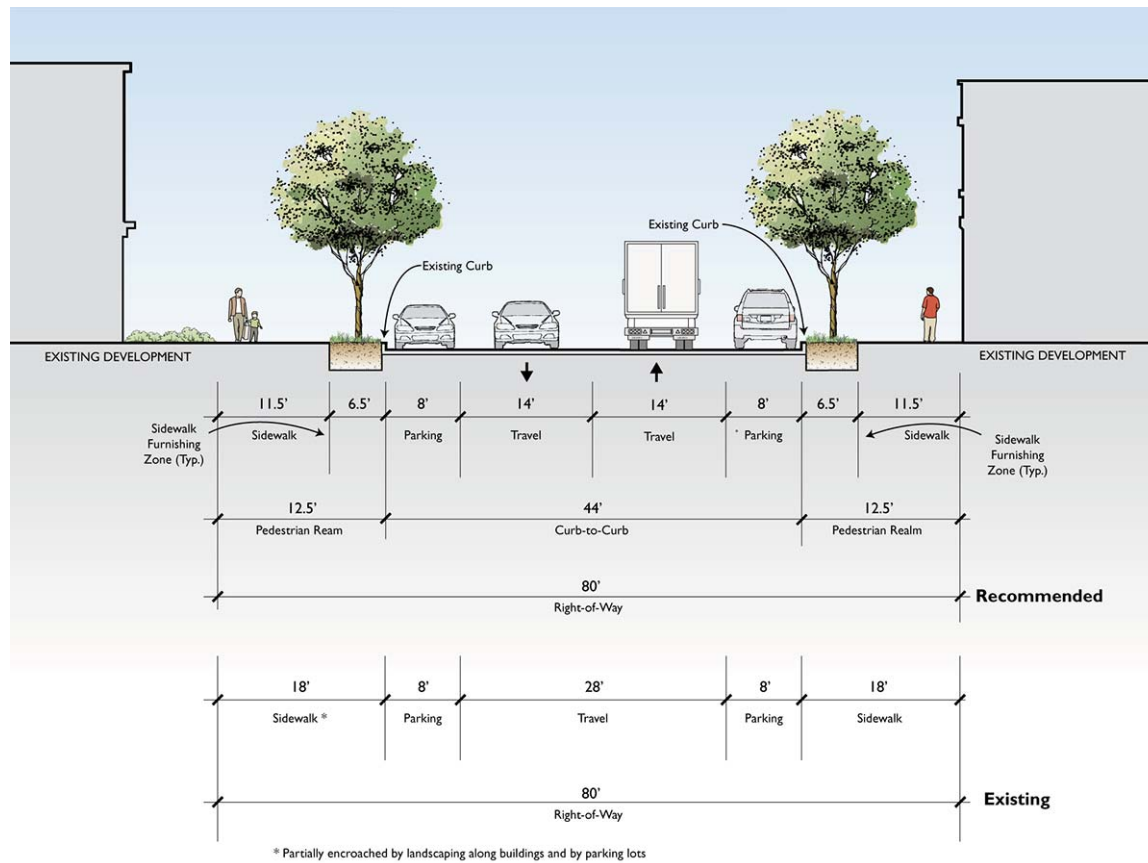 Existing Curb
Existing Curb
EXISTING DEVELOPMENT
EXISTING DEVELOPMENT
11.5' 6.5' 8' 14' 14' 8' 6.5' 11.5'
Sidewalk Parking Travel Travel Parking Sidewalk
Sidewalk
Furnishing
Zone (Typ.)
Sidewalk
Furnishing
Zone (Typ.)
12.5' 44' 12.5'
Pedestrian Ream Curb-to-Curb Pedestrian Realm
80'
Right-of-Way
Recommended
18' 8' 28' 8' 18'
Sidewalk * Parking Travel Parking Sidewalk
80'
Right-of-Way
Existing
* Partially encroached by landscaping along buildings and by parking lots